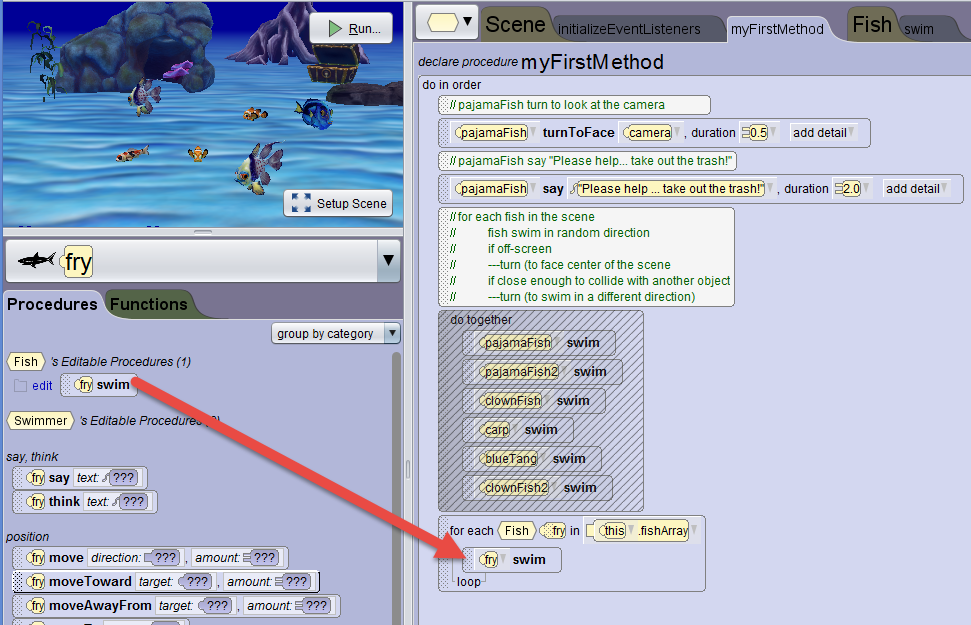 Run...
Setup Scene
fry
Procedures Functions
group by category
Fish 's Editable Procedures (1)
edit fry swim
Swimmer 's Editable Procedures
say, think
fry say text: ???
fry think text: ???
position
fry move direction: ??? , amount: ???
fry moveToward target: ??? , amount: ???
fry moveAwayFrom target: ??? , amount: ???
Scene initializeEventListeners myFirstMethod Fish swim
declare procedure myFirstMethod
do in order
// pajamaFish turn to look at the camera
pajamaFish turnToFace camera , duration 0.5 add detail
// pajamaFish say "Please help... take out the trash!"
pajamaFish say "Please help ... take out the trash!" , duration 2.0 add detail
// for each fish in the scene
// fish swim in random direction
// if off-screen
// ---turn (to face center of the scene
// if close enough to collide with another object
// ---turn (to swim in a different direction)
do together
pajamaFish swim
pajamaFish2 swim
clownFish swim
carp swim
blueTang swim
clownFish2 swim
for each Fish fry in this .fishArray
fry swim
loop